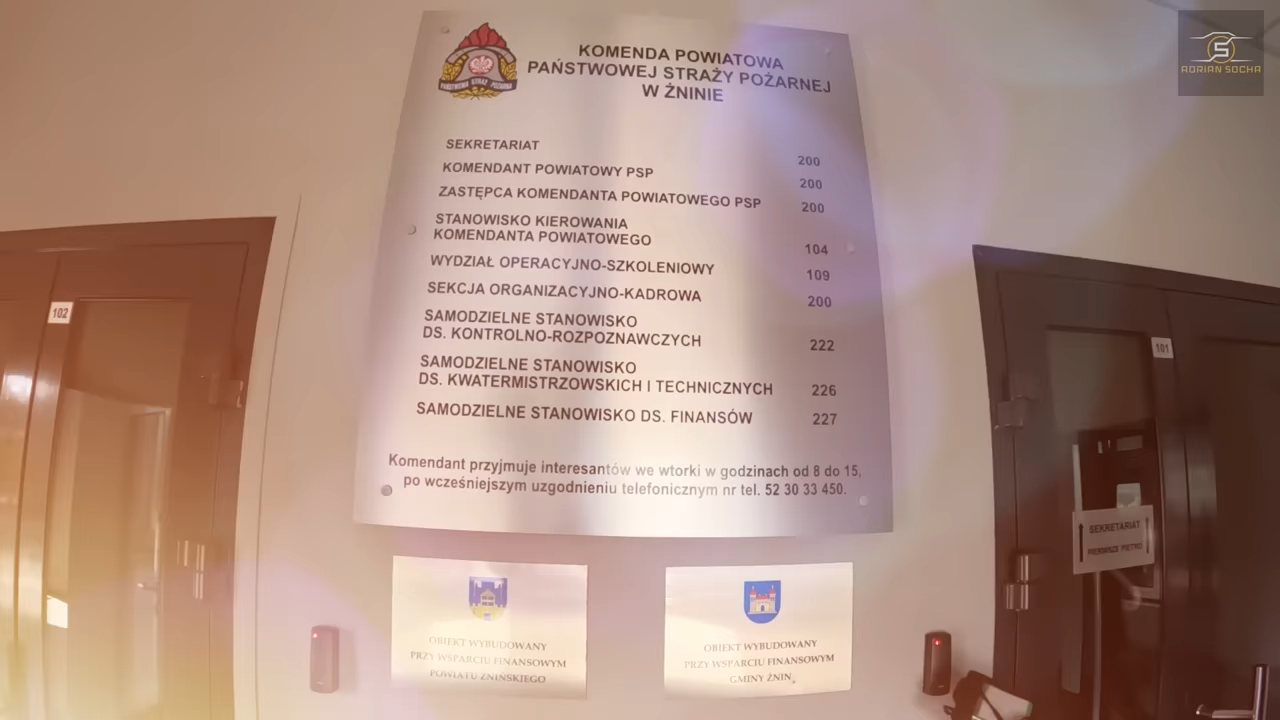 ADRIAN SOCHA
KOMENDA POWIATOWA
PAŃSTWOWEJ STRAŻY POŻARNEJ
W ŻNINIE
PAŃSTWOWA STRAŻ POŻARNA
SEKRETARIAT 200
KOMENDANT POWIATOWY PSP 200
ZASTĘPCA KOMENDANTA POWIATOWEGO PSP 200
STANOWISKO KIEROWANIA
KOMENDANTA POWIATOWEGO 104
WYDZIAŁ OPERACYJNO-SZKOLENIOWY 109
SEKCJA ORGANIZACYJNO-KADROWA 200
SAMODZIELNE STANOWISKO
DS. KONTROLNO-ROZPOZNAWCZYCH 222
SAMODZIELNE STANOWISKO
DS. KWATERMISTRZOWSKICH I TECHNICZNYCH 226
SAMODZIELNE STANOWISKO DS. FINANSÓW 227
Komendant przyjmuje interesantów we wtorki w godzinach od 8 do 15,
po wcześniejszym uzgodnieniu telefonicznym nr tel. 52 30 33 450.
102
101
SEKRETARIAT
PIERWSZE PIĘTRO
OBIEKT WYBUDOWANY
PRZY WSPARCIU FINANSOWYM
POWIATU ŻNIŃSKIEGO
OBIEKT WYBUDOWANY
PRZY WSPARCIU FINANSOWYM
GMINY ŻNIN